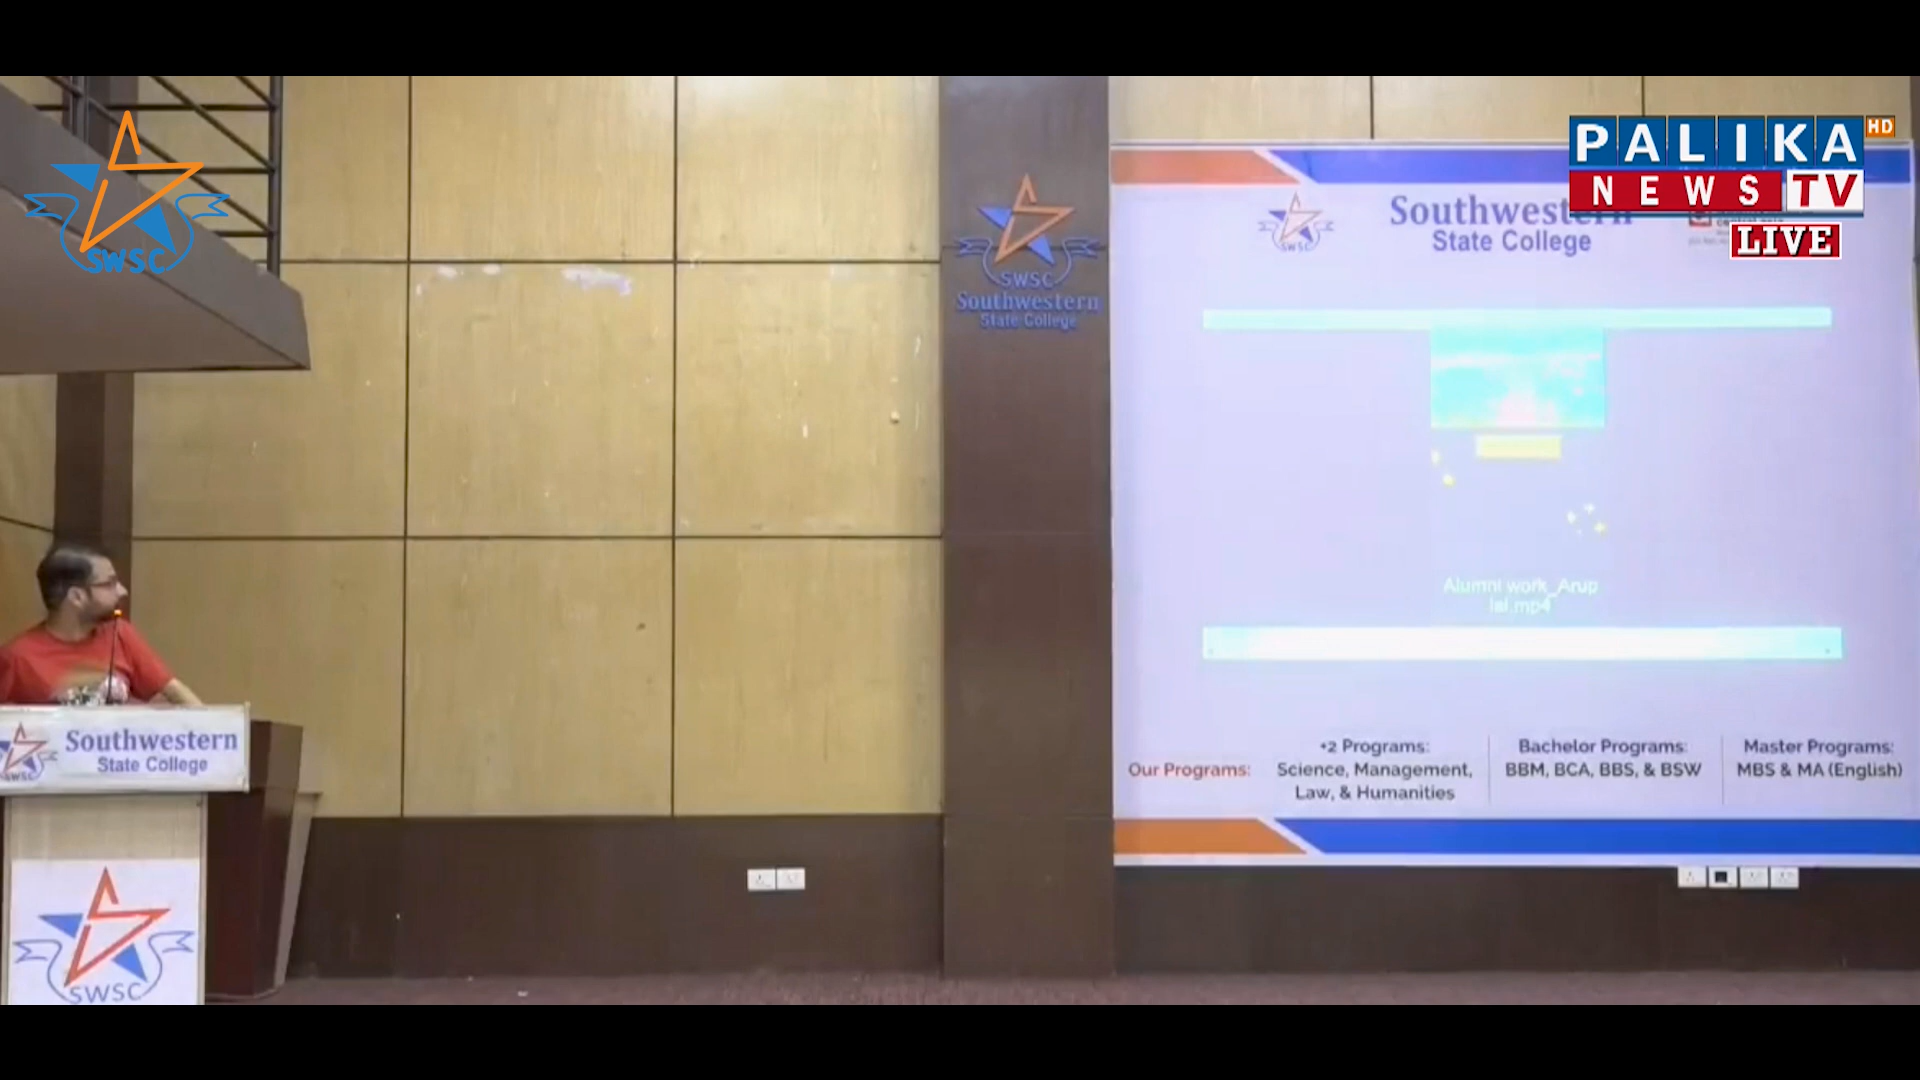 PALIKA HD
NEWS TV
LIVE
SWSC
SWSC
Southwestern
State College
SWSC
Southwestern
State College
Alumni work_Arup
lal.mp4
Our Programs:
+2 Programs:
Science, Management,
Law, & Humanities
Bachelor Programs:
BBM, BCA, BBS, & BSW
Master Programs:
MBS & MA (English)
SWSC
Southwestern
State College
SWSC